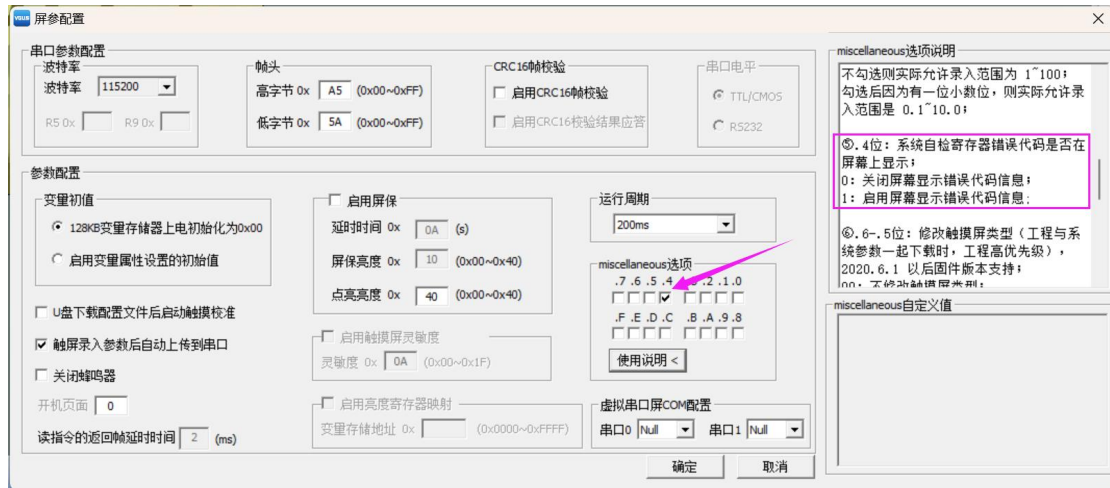 VGUS 屏参配置
串口参数配置
波特率
波特率 115200
R5 0x R9 0x
帧头
高字节 0x A5 (0x00~0xFF)
低字节 0x 5A (0x00~0xFF)
CRC16帧校验
启用CRC16帧校验
启用CRC16校验结果应答
串口电平
TTL/CMOS
RS232
参数配置
变量初值
128KB变量存储器上电初始化为0x00
启用变量属性设置的初始值
U盘下载配置文件后启动触摸校准
触屏录入参数后自动上传到串口
关闭蜂鸣器
开机页面 0
读指令的返回帧延时时间 2 (ms)
启用屏保
延时时间 0x 0A (s)
屏保亮度 0x 10 (0x00~0x40)
点亮亮度 0x 40 (0x00~0x40)
启用触摸屏灵敏度
灵敏度 0x 0A (0x00~0x1F)
启用亮度寄存器映射
变量存储地址 0x (0x0000~0xFFFF)
运行周期
200ms
miscellaneous选项
.7 .6 .5 .4 .2 .1 .0
.F .E .D .C .B .A .9 .8
使用说明 <
虚拟串口屏COM配置
串口0 Null 串口1 Null
确定 取消
miscellaneous选项说明
不勾选则实际允许录入范围为 1~100;
勾选后因为有一位小数位，则实际允许录
入范围是 0.1~10.0;
⑤.4位: 系统自检寄存器错误代码是否在
屏幕上显示;
0: 关闭屏幕显示错误代码信息;
1: 启用屏幕显示错误代码信息;
⑥.6-.5位: 修改触摸屏类型（工程与系
统参数一起下载时，工程高优先级），
2020.6.1 以后固件版本支持;
00: 不修改触摸屏类型;
miscellaneous自定义值